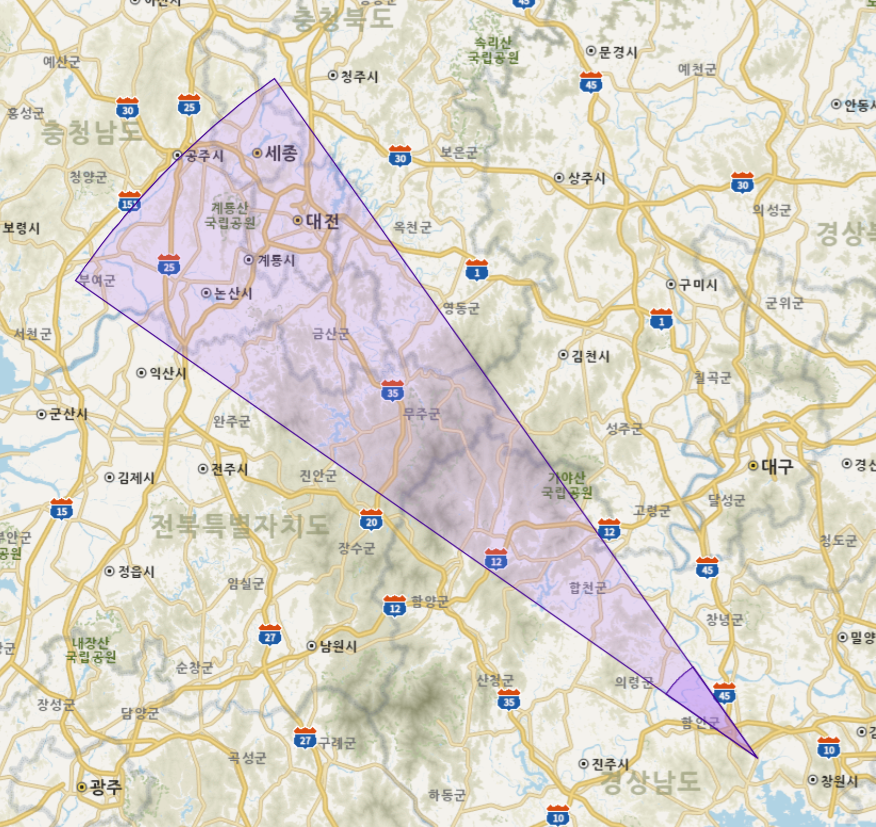 아산시
45
충청북도
속리산
국립공원
문경시
예천군
예산군
청주시
45
30
25
안동시
홍성군
충청남도
공주시
세종
30
보은군
청양군
상주시
30
151
계룡산
국립공원
의성군
보령시
대전
옥천군
경상북
25
계룡시
1
부여군
논산시
구미시
군위군
영동군
서천군
금산군
1
김천시
익산시
칠곡군
35
무주군
군산시
완주군
성주군
대구
경산
전주시
김제시
진안군
가야산
국립공원
달성군
15
고령군
20
전북특별자치도
12
부안군
공원
장수군
청도군
12
45
정읍시
임실군
합천군
12
함양군
창녕군
27
밀양
내장산
국립공원
남원시
순창군
산청군
의령군
45
35
장성군
담양군
함안군
27
구례군
10
곡성군
진주시
광주
경상남도
창원시
하동군
10